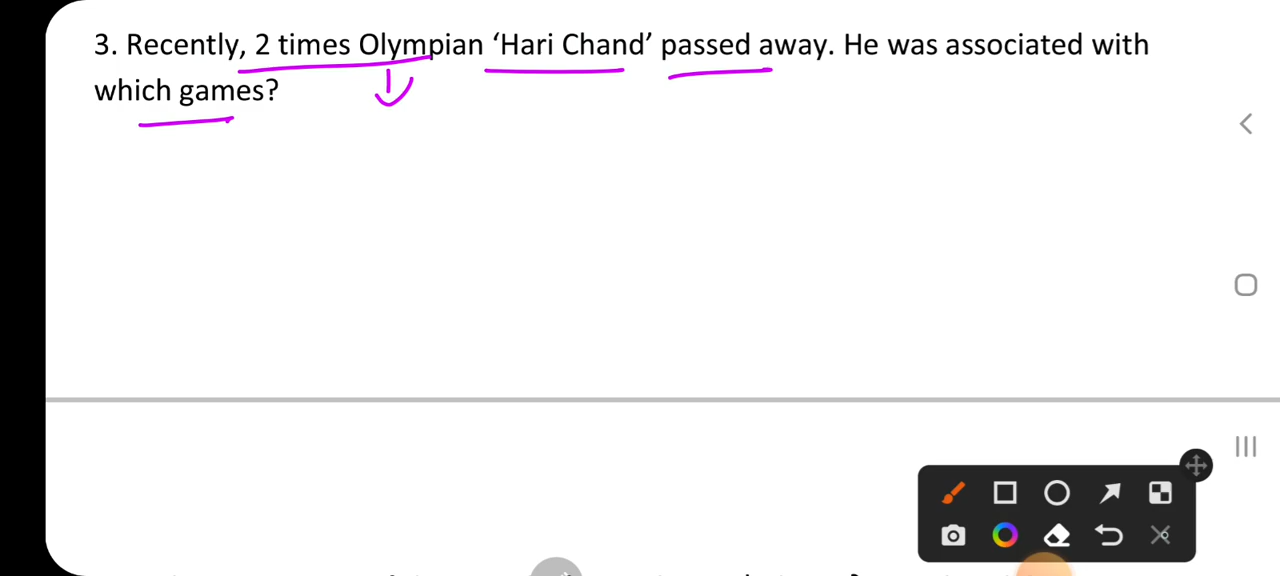 3. Recently, 2 times Olympian ‘Hari Chand’ passed away. He was associated with
which games?